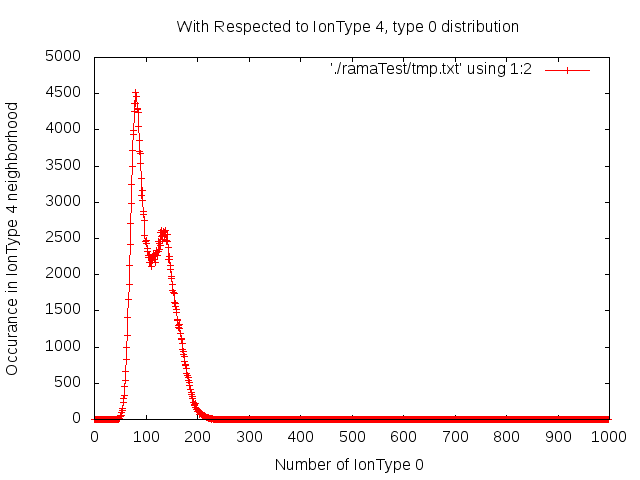 With Respected to IonType 4, type 0 distribution
'./ramaTest/tmp.txt' using 1:2
5000
4500
4000
3500
3000
2500
2000
1500
1000
500
0
Occurance in IonType 4 neighborhood
0 100 200 300 400 500 600 700 800 900 1000
Number of IonType 0